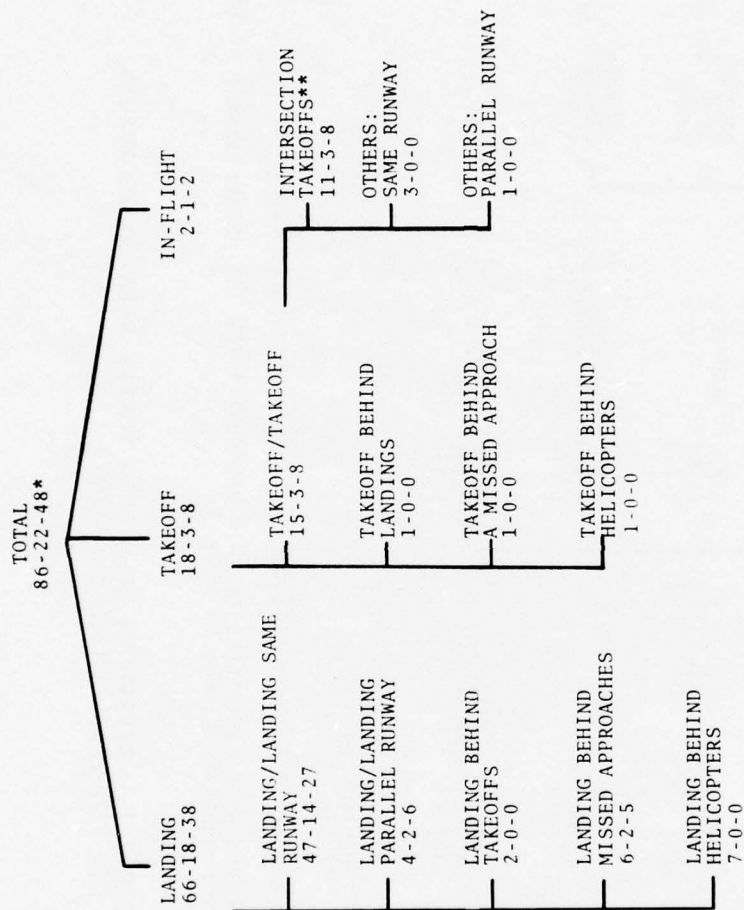 TOTAL
86-22-48*
LANDING
66-18-38
TAKEOFF
18-3-8
IN-FLIGHT
2-1-2
LANDING/LANDING SAME
RUNWAY
47-14-27
LANDING/LANDING
PARALLEL RUNWAY
4-2-6
LANDING BEHIND
TAKEOFFS
2-0-0
LANDING BEHIND
MISSED APPROACHES
6-2-5
LANDING BEHIND
HELICOPTERS
7-0-0
TAKEOFF/TAKEOFF
15-3-8
TAKEOFF BEHIND
LANDINGS
1-0-0
TAKEOFF BEHIND
A MISSED APPROACH
1-0-0
TAKEOFF BEHIND
HELICOPTERS
1-0-0
INTERSECTION
TAKEOFFS**
11-3-8
OTHERS:
SAME RUNWAY
3-0-0
OTHERS:
PARALLEL RUNWAY
1-0-0